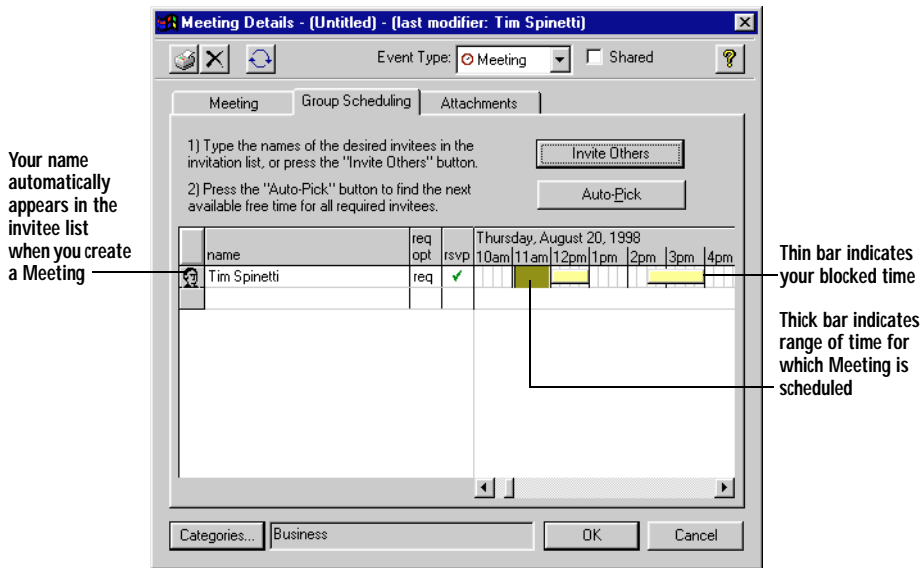 Meeting Details - (Untitled) - (last modifier: Tim Spinetti)
Event Type: Meeting
Shared
Meeting
Group Scheduling
Attachments
1) Type the names of the desired invitees in the
invitation list, or press the "Invite Others" button.
Invite Others
2) Press the "Auto-Pick" button to find the next
available free time for all required invitees.
Auto-Pick
Your name
automatically
appears in the
invitee list
when you create
a Meeting
name
req
opt
rsvp
Thursday, August 20, 1998
10am 11am 12pm 1pm 2pm 3pm 4pm
Tim Spinetti
req
Thin bar indicates
your blocked time
Thick bar indicates
range of time for
which Meeting is
scheduled
Categories...
Business
OK
Cancel